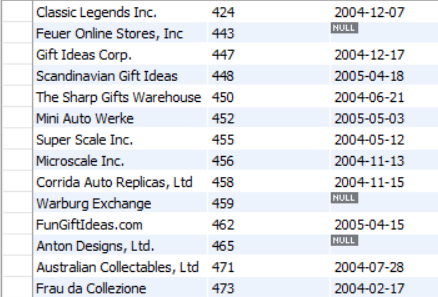 Classic Legends Inc. 424 2004-12-07
Feuer Online Stores, Inc 443 NULL
Gift Ideas Corp. 447 2004-12-17
Scandinavian Gift Ideas 448 2005-04-18
The Sharp Gifts Warehouse 450 2004-06-21
Mini Auto Werke 452 2005-05-03
Super Scale Inc. 455 2004-05-12
Microscale Inc. 456 2004-11-13
Corrida Auto Replicas, Ltd 458 2004-11-15
Warburg Exchange 459 NULL
FunGiftIdeas.com 462 2005-04-15
Anton Designs, Ltd. 465 NULL
Australian Collectables, Ltd 471 2004-07-28
Frau da Collezione 473 2004-02-17